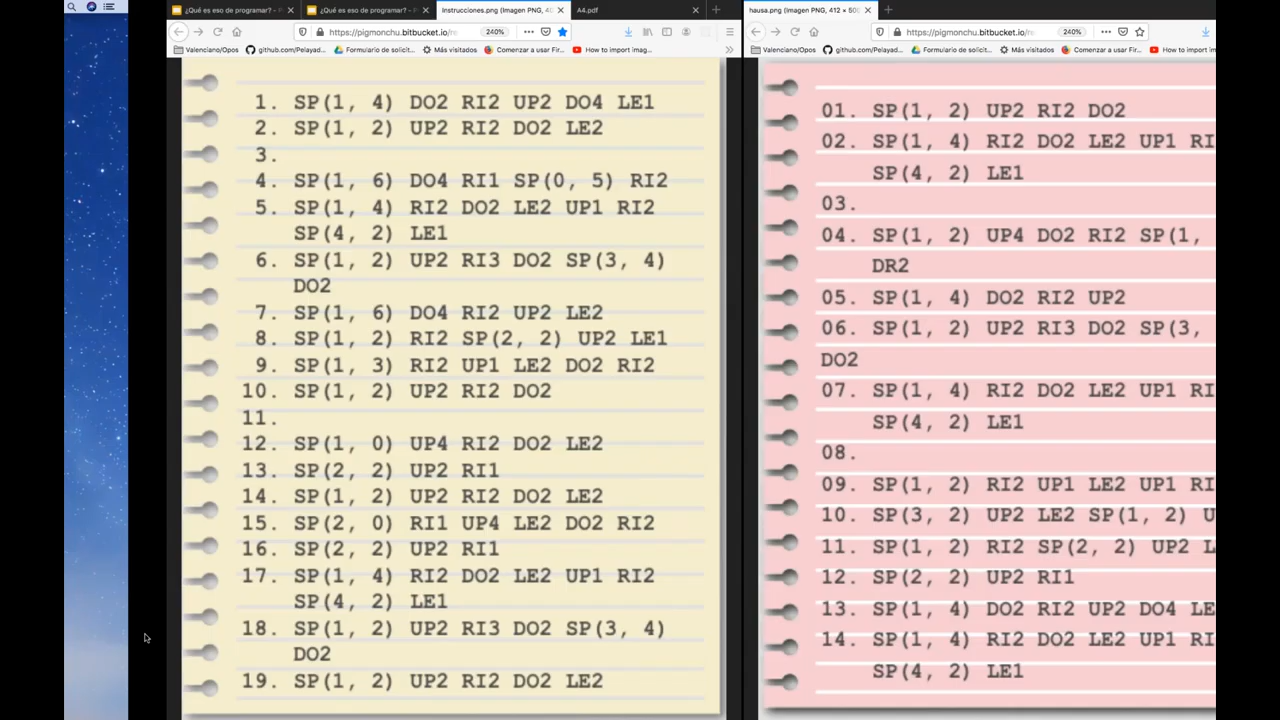 ¿Qué es eso de programar? - P
¿Qué es eso de programar? - P
Instrucciones.png (Imagen PNG, 40
A4.pdf
https://pigmonchu.bitbucket.io/re
240%
Valenciano/Opos
github.com/Pelayad...
Formulario de solicit...
Más visitados
Comenzar a usar Fir...
How to import imag...
1. SP(1, 4) DO2 RI2 UP2 DO4 LE1
2. SP(1, 2) UP2 RI2 DO2 LE2
3.
4. SP(1, 6) DO4 RI1 SP(0, 5) RI2
5. SP(1, 4) RI2 DO2 LE2 UP1 RI2
SP(4, 2) LE1
6. SP(1, 2) UP2 RI3 DO2 SP(3, 4)
DO2
7. SP(1, 6) DO4 RI2 UP2 LE2
8. SP(1, 2) RI2 SP(2, 2) UP2 LE1
9. SP(1, 3) RI2 UP1 LE2 DO2 RI2
10. SP(1, 2) UP2 RI2 DO2
11.
12. SP(1, 0) UP4 RI2 DO2 LE2
13. SP(2, 2) UP2 RI1
14. SP(1, 2) UP2 RI2 DO2 LE2
15. SP(2, 0) RI1 UP4 LE2 DO2 RI2
16. SP(2, 2) UP2 RI1
17. SP(1, 4) RI2 DO2 LE2 UP1 RI2
SP(4, 2) LE1
18. SP(1, 2) UP2 RI3 DO2 SP(3, 4)
DO2
19. SP(1, 2) UP2 RI2 DO2 LE2
hausa.png (Imagen PNG, 412 × 500
https://pigmonchu.bitbucket.io/re
240%
Valenciano/Opos
github.com/Pelayad...
Formulario de solicit...
Más visitados
Comenzar a usar Fir...
How to import
01. SP(1, 2) UP2 RI2 DO2
02. SP(1, 4) RI2 DO2 LE2 UP1 RI
SP(4, 2) LE1
03.
04. SP(1, 2) UP4 DO2 RI2 SP(1,
DR2
05. SP(1, 4) DO2 RI2 UP2
06. SP(1, 2) UP2 RI3 DO2 SP(3,
DO2
07. SP(1, 4) RI2 DO2 LE2 UP1 RI
SP(4, 2) LE1
08.
09. SP(1, 2) RI2 UP1 LE2 UP1 RI
10. SP(3, 2) UP2 LE2 SP(1, 2) U
11. SP(1, 2) RI2 SP(2, 2) UP2 L
12. SP(2, 2) UP2 RI1
13. SP(1, 4) DO2 RI2 UP2 DO4 LE
14. SP(1, 4) RI2 DO2 LE2 UP1 RI
SP(4, 2) LE1